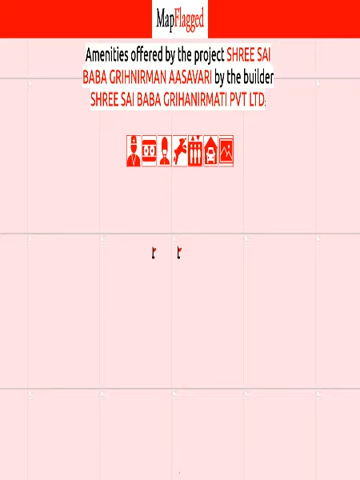 MapFlagged
Amenities offered by the project SHREE SAI
BABA GRIHNIRMAN AASAVARI by the builder
SHREE SAI BABA GRIHANIRMATI PVT LTD.